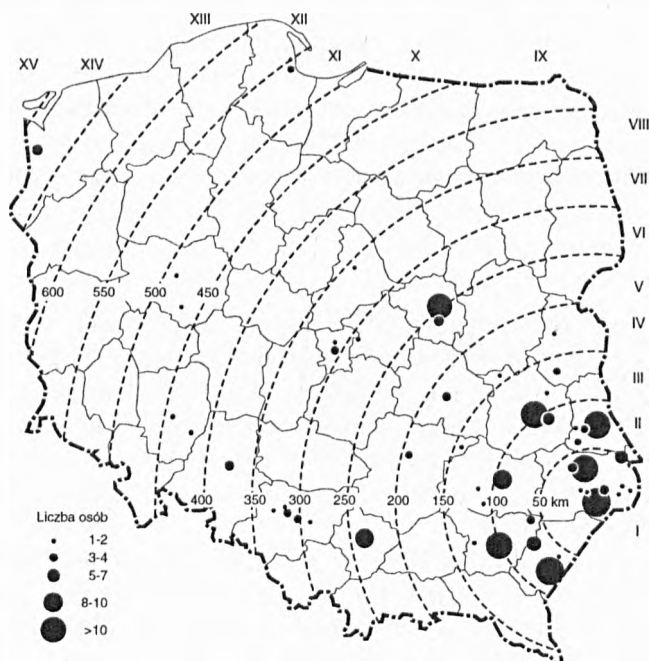 XIII XII
XV XIV XI X IX
VIII
VII
VI
V
600 550 500 450
IV
III
II
400 350 300 250 200 150 100 50 km
I
Liczba osób
1-2
3-4
5-7
8-10
>10